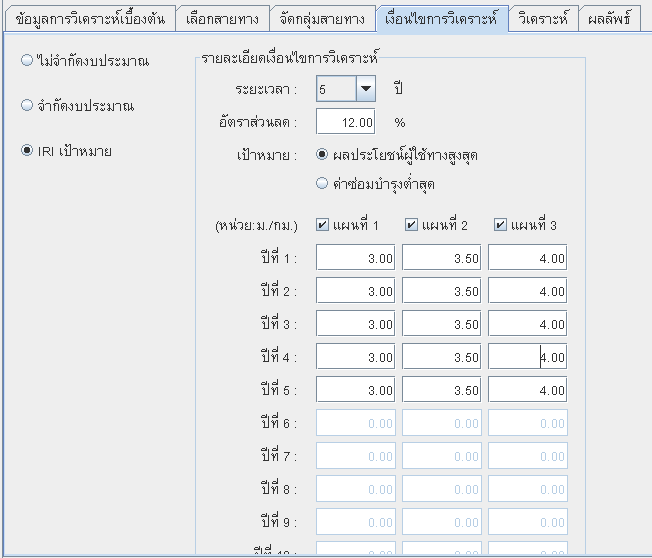 ข้อมูลการวิเคราะห์เบื้องต้น เลือกสายทาง จัดกลุ่มสายทาง เงื่อนไขการวิเคราะห์ วิเคราะห์ ผลลัพธ์
ไม่จำกัดงบประมาณ
จำกัดงบประมาณ
IRI เป้าหมาย
รายละเอียดเงื่อนไขการวิเคราะห์
ระยะเวลา : 5 ปี
อัตราส่วนลด : 12.00 %
เป้าหมาย : ผลประโยชน์ผู้ใช้ทางสูงสุด
ค่าซ่อมบำรุงต่ำสุด
(หน่วย:ม./กม.) แผนที่ 1 แผนที่ 2 แผนที่ 3
ปีที่ 1 : 3.00 3.50 4.00
ปีที่ 2 : 3.00 3.50 4.00
ปีที่ 3 : 3.00 3.50 4.00
ปีที่ 4 : 3.00 3.50 4.00
ปีที่ 5 : 3.00 3.50 4.00
ปีที่ 6 : 0.00 0.00 0.00
ปีที่ 7 : 0.00 0.00 0.00
ปีที่ 8 : 0.00 0.00 0.00
ปีที่ 9 : 0.00 0.00 0.00